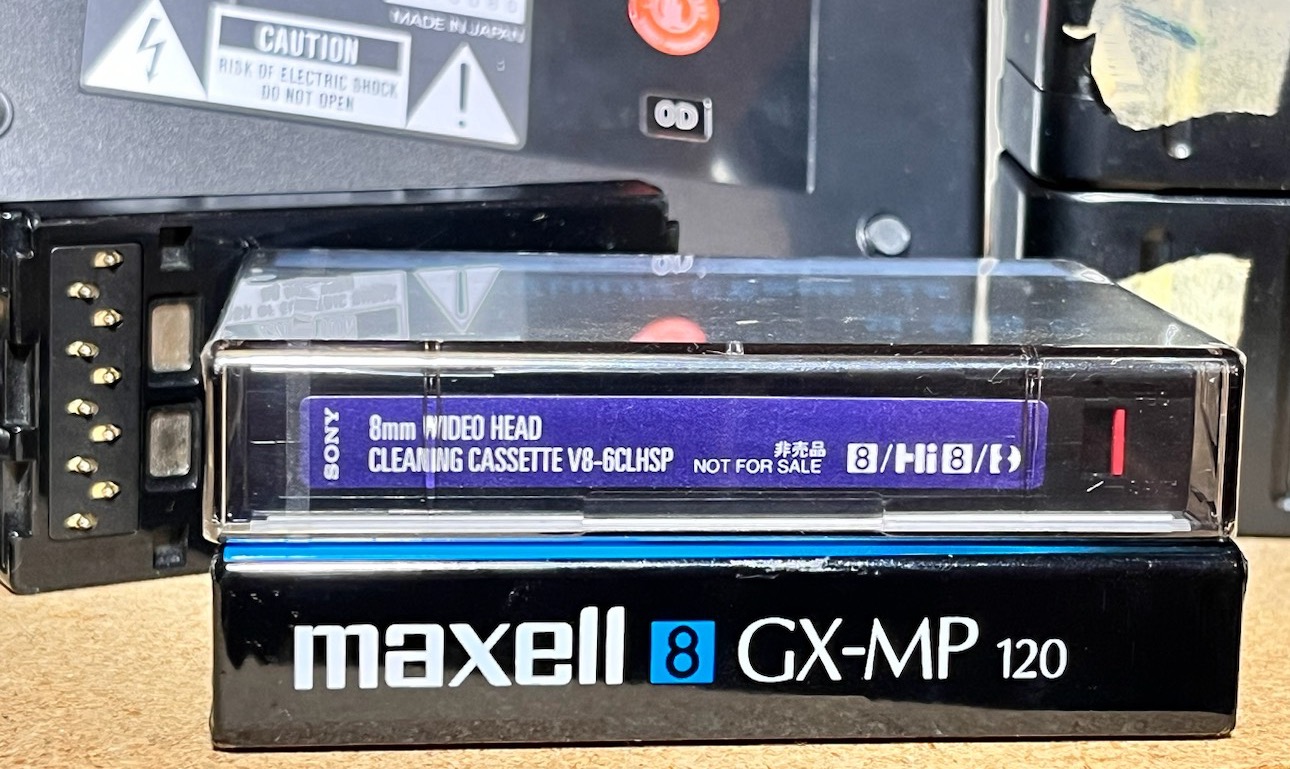 MADE IN JAPAN
CAUTION
RISK OF ELECTRIC SHOCK
DO NOT OPEN
OD
SONY
8mm VIDEO HEAD
CLEANING CASSETTE V8-6CLHSP
非売品
NOT FOR SALE
8/Hi8/D
maxell 8 GX-MP 120